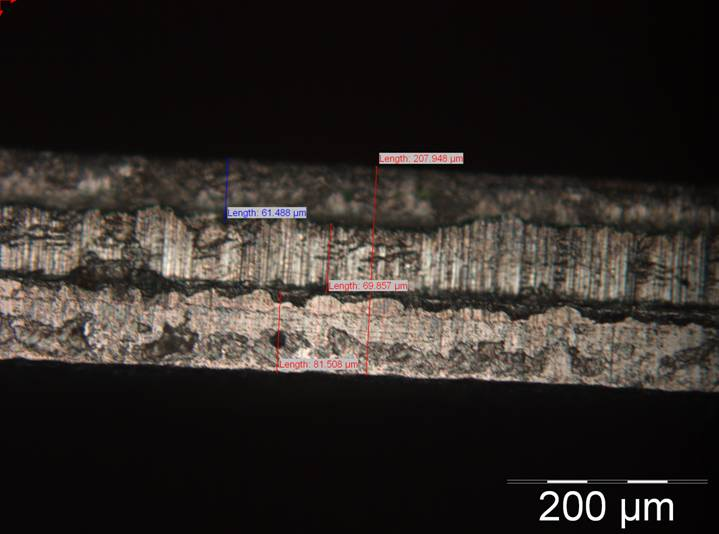 Length: 207.948 µm
Length: 61.488 µm
Length: 69.857 µm
Length: 81.508 µm
200 µm